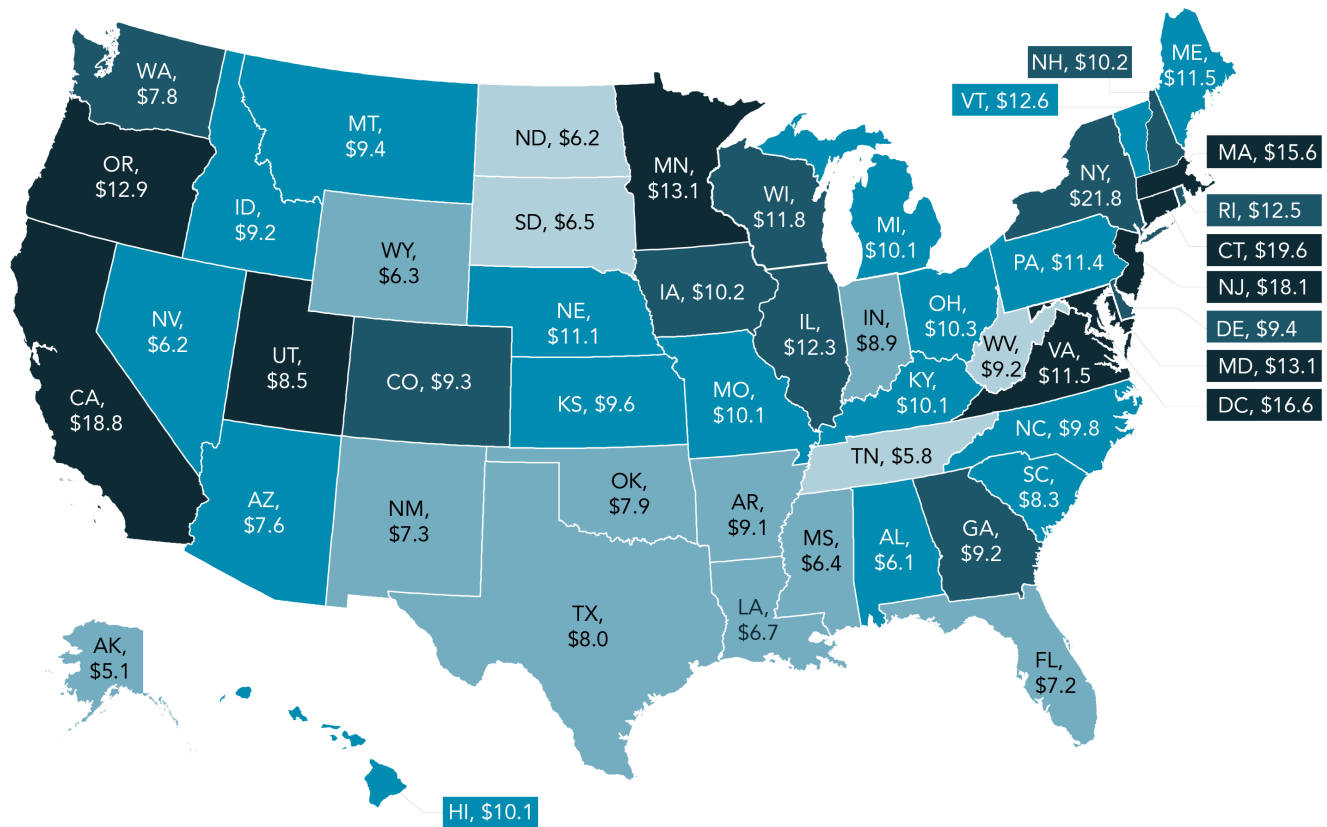 WA,
$7.8
OR,
$12.9
CA,
$18.8
ID,
$9.2
NV,
$6.2
MT,
$9.4
WY,
$6.3
UT,
$8.5
CO, $9.3
AZ,
$7.6
NM,
$7.3
ND, $6.2
SD, $6.5
NE,
$11.1
KS, $9.6
OK,
$7.9
TX,
$8.0
MN,
$13.1
IA, $10.2
MO,
$10.1
AR,
$9.1
LA,
$6.7
WI,
$11.8
IL,
$12.3
MI,
$10.1
IN,
$8.9
OH,
$10.3
KY,
$10.1
TN, $5.8
MS,
$6.4
AL,
$6.1
GA,
$9.2
FL,
$7.2
SC,
$8.3
NC, $9.8
VA,
$11.5
WV,
$9.2
PA, $11.4
NY,
$21.8
ME,
$11.5
NH, $10.2
VT, $12.6
MA, $15.6
RI, $12.5
CT, $19.6
NJ, $18.1
DE, $9.4
MD, $13.1
DC, $16.6
AK,
$5.1
HI, $10.1